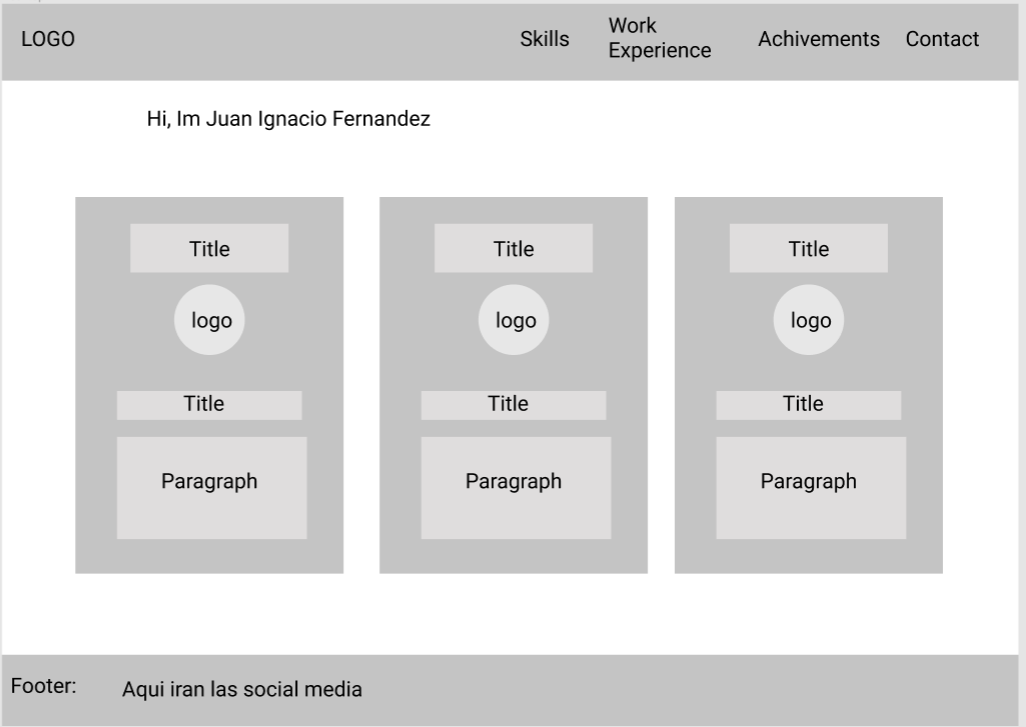 LOGO
Skills
Work
Experience
Achivements
Contact
Hi, Im Juan Ignacio Fernandez
Title
logo
Title
Paragraph
Title
logo
Title
Paragraph
Title
logo
Title
Paragraph
Footer:
Aqui iran las social media